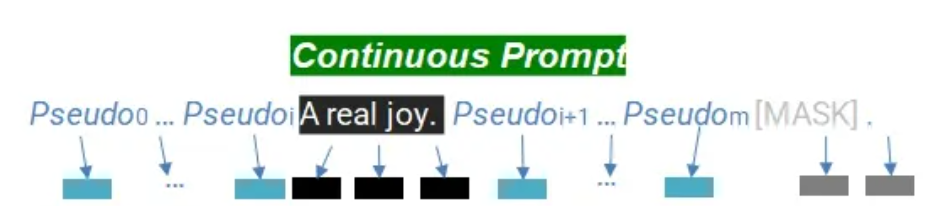 Continuous Prompt
Pseudo0 ... Pseudoi A real joy. Pseudoi+1 ... Pseudom [MASK] .
... ...